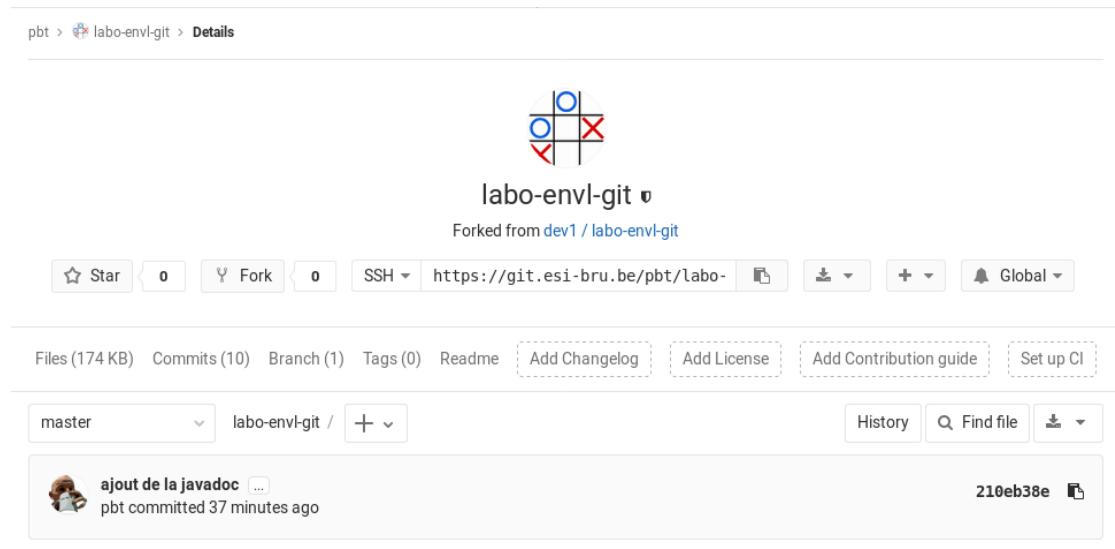 pbt > labo-envl-git > Details
labo-envl-git
Forked from dev1 / labo-envl-git
Star 0 Fork 0 SSH https://git.esi-bru.be/pbt/labo- Global
Files (174 KB) Commits (10) Branch (1) Tags (0) Readme Add Changelog Add License Add Contribution guide Set up CI
master labo-envl-git / + History Find file
ajout de la javadoc ...
pbt committed 37 minutes ago 210eb38e